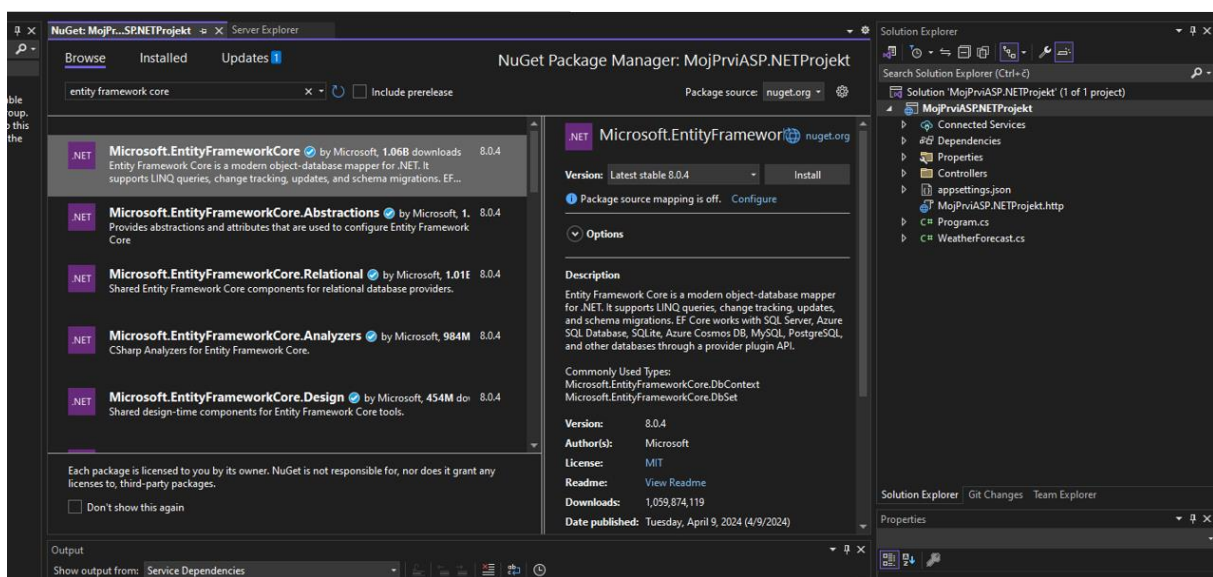 NuGet: MojPr...SP.NETProjekt
Server Explorer
Browse
Installed
Updates 1
NuGet Package Manager: MojPrviASP.NETProjekt
entity framework core
Include prerelease
Package source: nuget.org
able
oup.
o this
the
.NET
Microsoft.EntityFrameworkCore by Microsoft, 1.06B downloads 8.0.4
Entity Framework Core is a modern object-database mapper for .NET. It
supports LINQ queries, change tracking, updates, and schema migrations. EF...
.NET
Microsoft.EntityFrameworkCore.Abstractions by Microsoft, 1. 8.0.4
Provides abstractions and attributes that are used to configure Entity Framework
Core
.NET
Microsoft.EntityFrameworkCore.Relational by Microsoft, 1.01E 8.0.4
Shared Entity Framework Core components for relational database providers.
.NET
Microsoft.EntityFrameworkCore.Analyzers by Microsoft, 984M 8.0.4
CSharp Analyzers for Entity Framework Core.
.NET
Microsoft.EntityFrameworkCore.Design by Microsoft, 454M do 8.0.4
Shared design-time components for Entity Framework Core tools.
Each package is licensed to you by its owner. NuGet is not responsible for, nor does it grant any
licenses to, third-party packages.
Don't show this again
.NET
Microsoft.EntityFramewor
nuget.org
Version: Latest stable 8.0.4
Install
Package source mapping is off. Configure
Options
Description
Entity Framework Core is a modern object-database mapper
for .NET. It supports LINQ queries, change tracking, updates,
and schema migrations. EF Core works with SQL Server, Azure
SQL Database, SQLite, Azure Cosmos DB, MySQL, PostgreSQL,
and other databases through a provider plugin API.
Commonly Used Types:
Microsoft.EntityFrameworkCore.DbContext
Microsoft.EntityFrameworkCore.DbSet
Version: 8.0.4
Author(s): Microsoft
License: MIT
Readme: View Readme
Downloads: 1,059,874,119
Date published: Tuesday, April 9, 2024 (4/9/2024)
Output
Show output from: Service Dependencies
Solution Explorer
Search Solution Explorer (Ctrl+č)
Solution 'MojPrviASP.NETProjekt' (1 of 1 project)
MojPrviASP.NETProjekt
Connected Services
Dependencies
Properties
Controllers
appsettings.json
MojPrviASP.NETProjekt.http
C# Program.cs
C# WeatherForecast.cs
Solution Explorer
Git Changes
Team Explorer
Properties